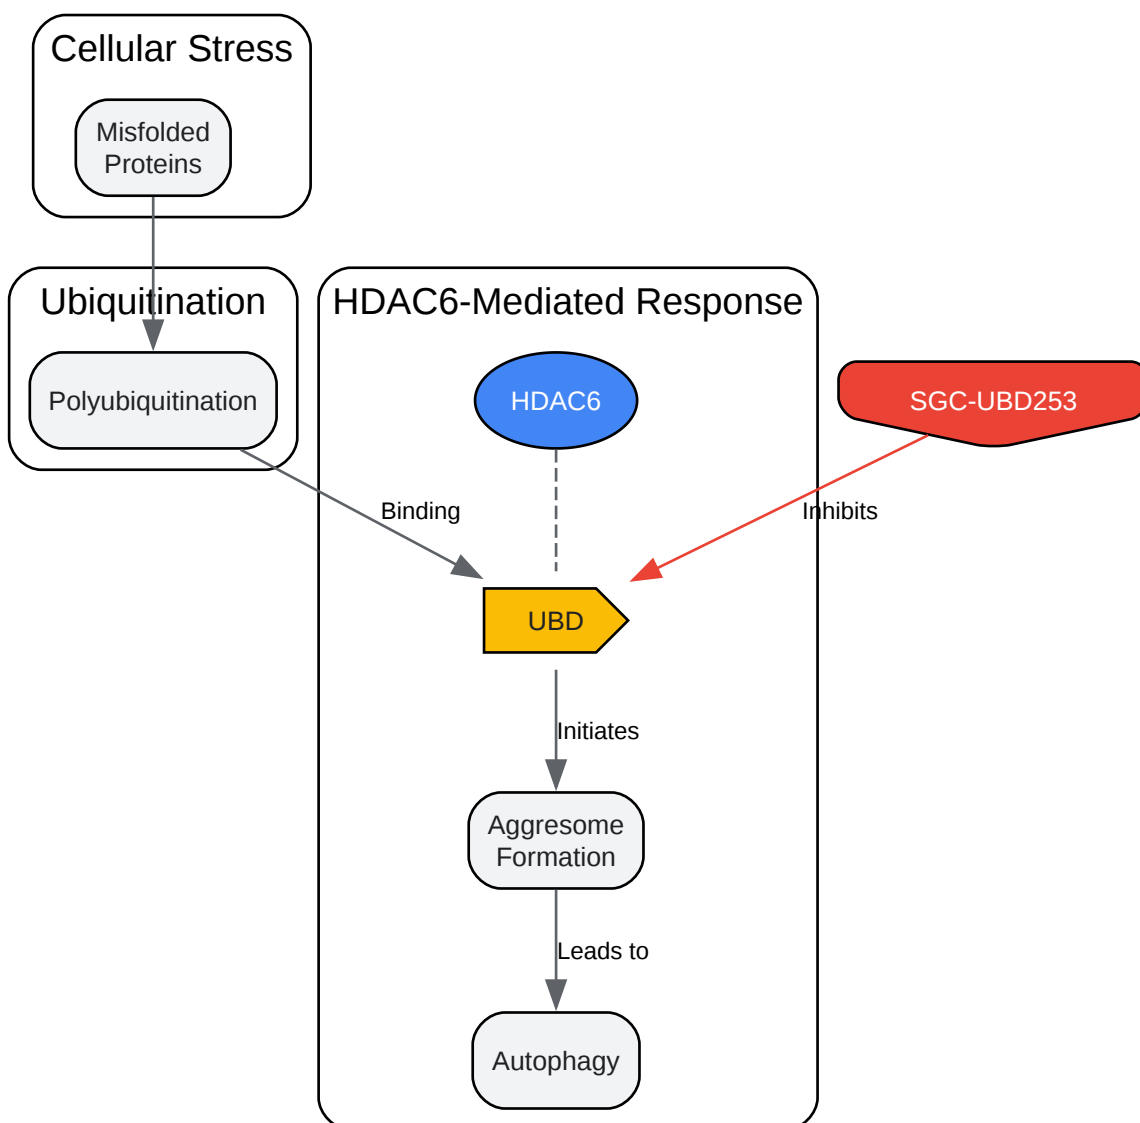 Cellular Stress
Misfolded
Proteins
Ubiquitination
Polyubiquitination
HDAC6-Mediated Response
HDAC6
SGC-UBD253
Binding
Inhibits
UBD
Initiates
Aggresome
Formation
Leads to
Autophagy